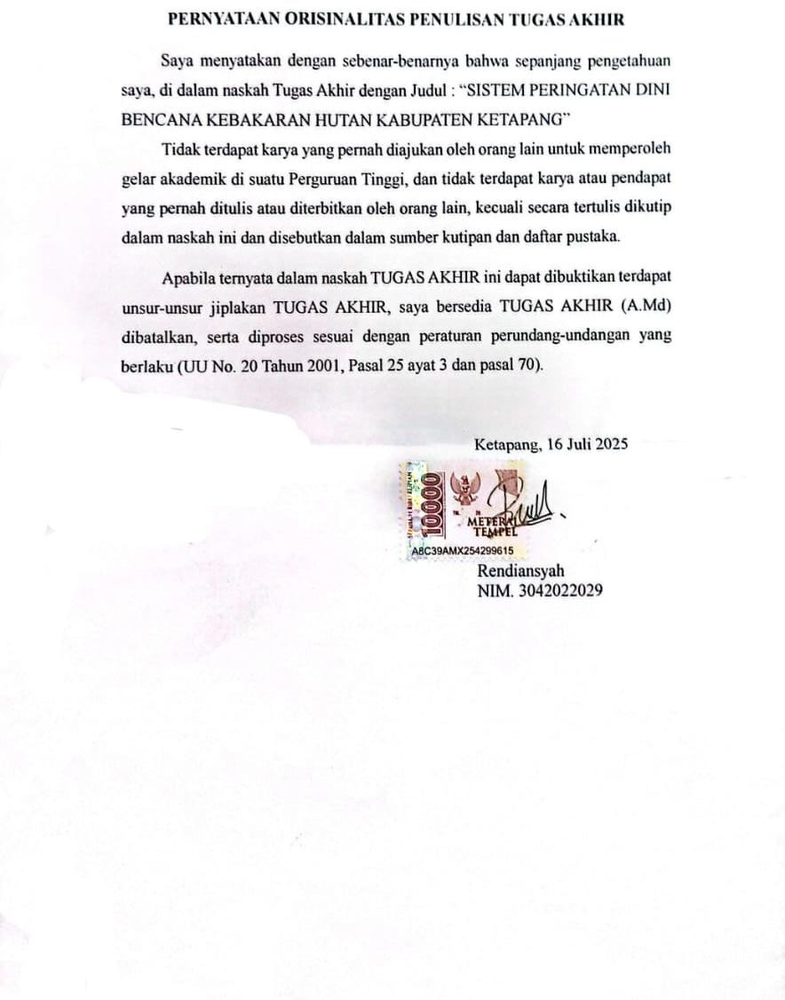 PERNYATAAN ORISINALITAS PENULISAN TUGAS AKHIR
Saya menyatakan dengan sebenar-benarnya bahwa sepanjang pengetahuan
saya, di dalam naskah Tugas Akhir dengan Judul : “SISTEM PERINGATAN DINI
BENCANA KEBAKARAN HUTAN KABUPATEN KETAPANG”
Tidak terdapat karya yang pernah diajukan oleh orang lain untuk memperoleh
gelar akademik di suatu Perguruan Tinggi, dan tidak terdapat karya atau pendapat
yang pernah ditulis atau diterbitkan oleh orang lain, kecuali secara tertulis dikutip
dalam naskah ini dan disebutkan dalam sumber kutipan dan daftar pustaka.
Apabila ternyata dalam naskah TUGAS AKHIR ini dapat dibuktikan terdapat
unsur-unsur jiplakan TUGAS AKHIR, saya bersedia TUGAS AKHIR (A.Md)
dibatalkan, serta diproses sesuai dengan peraturan perundang-undangan yang
berlaku (UU No. 20 Tahun 2001, Pasal 25 ayat 3 dan pasal 70).
Ketapang, 16 Juli 2025
10000
METERAI
TEMPEL
A8C39AMX254299615
Rendiansyah
NIM. 3042022029